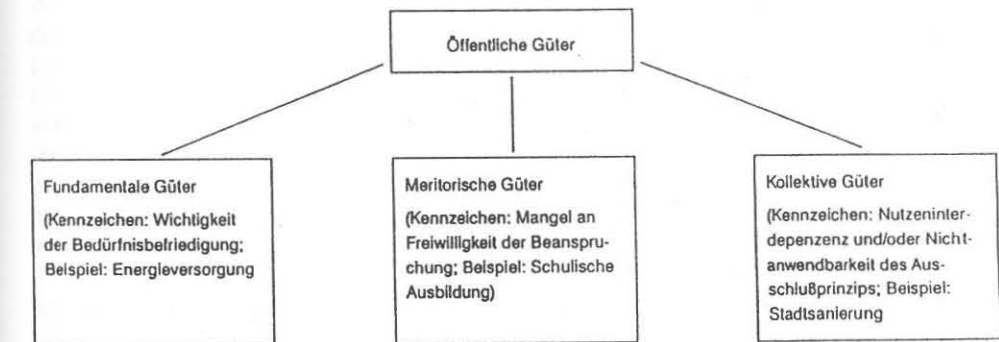 Öffentliche Güter
Fundamentale Güter
(Kennzeichen: Wichtigkeit
der Bedürfnisbefriedigung;
Beispiel: Energieversorgung
Meritorische Güter
(Kennzeichen: Mangel an
Freiwilligkeit der Beanspru-
chung; Beispiel: Schulische
Ausbildung)
Kollektive Güter
(Kennzeichen: Nutzeninter-
depenzenz und/oder Nicht-
anwendbarkeit des Aus-
schlußprinzips; Beispiel:
Stadtsanierung